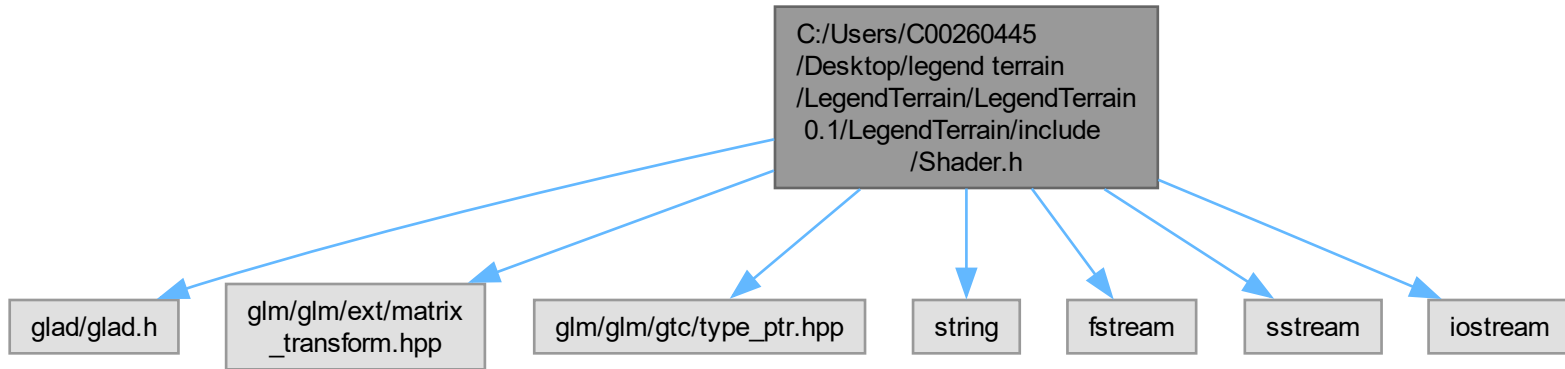 C:/Users/C00260445
/Desktop/legend terrain
/LegendTerrain/LegendTerrain
0.1/LegendTerrain/include
/Shader.h
glad/glad.h
glm/glm/ext/matrix
_transform.hpp
glm/glm/gtc/type_ptr.hpp
string
fstream
sstream
iostream